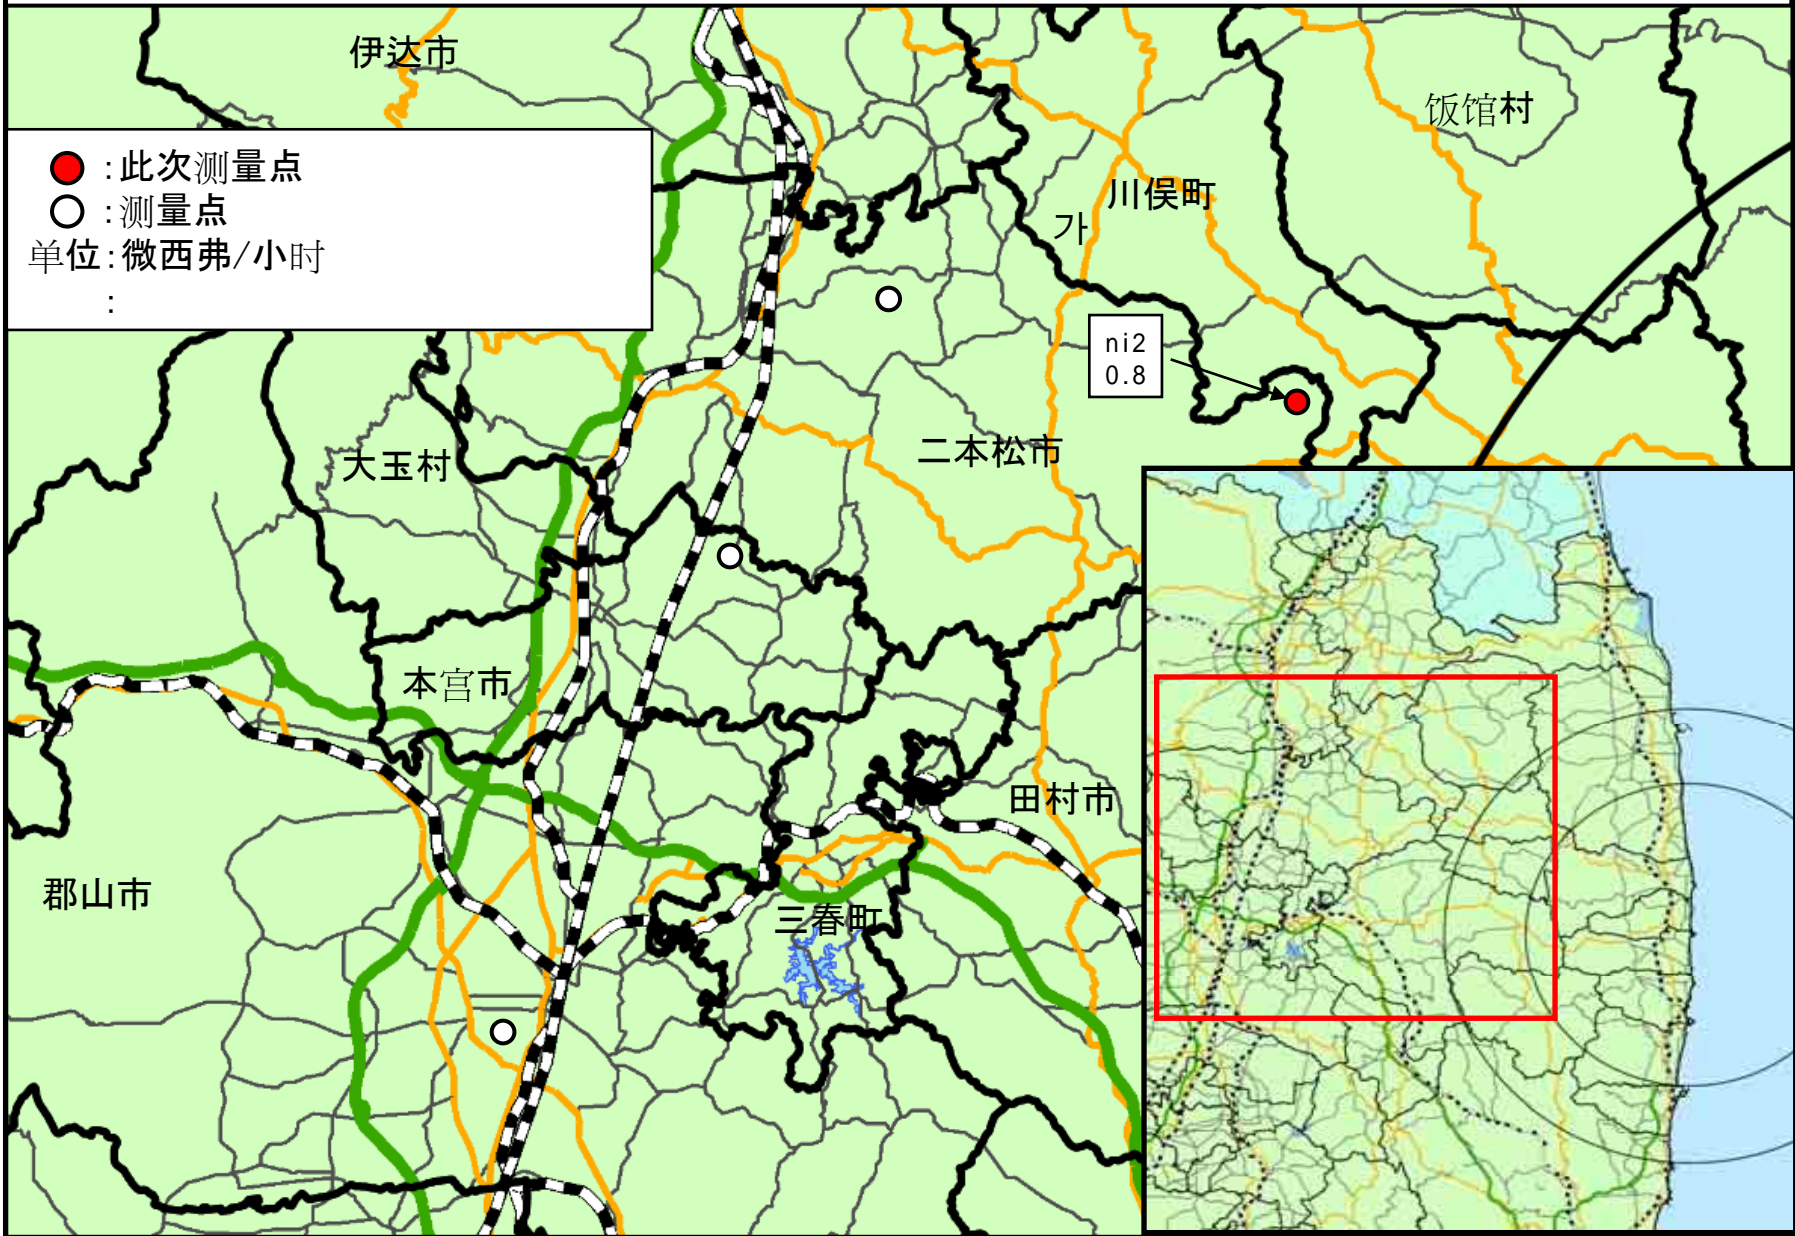 伊达市
饭馆村
●:此次测量点
○:测量点
单位:微西弗/小时
:
川俣町
가
ni2
0.8
二本松市
大玉村
本宫市
田村市
郡山市
三春町